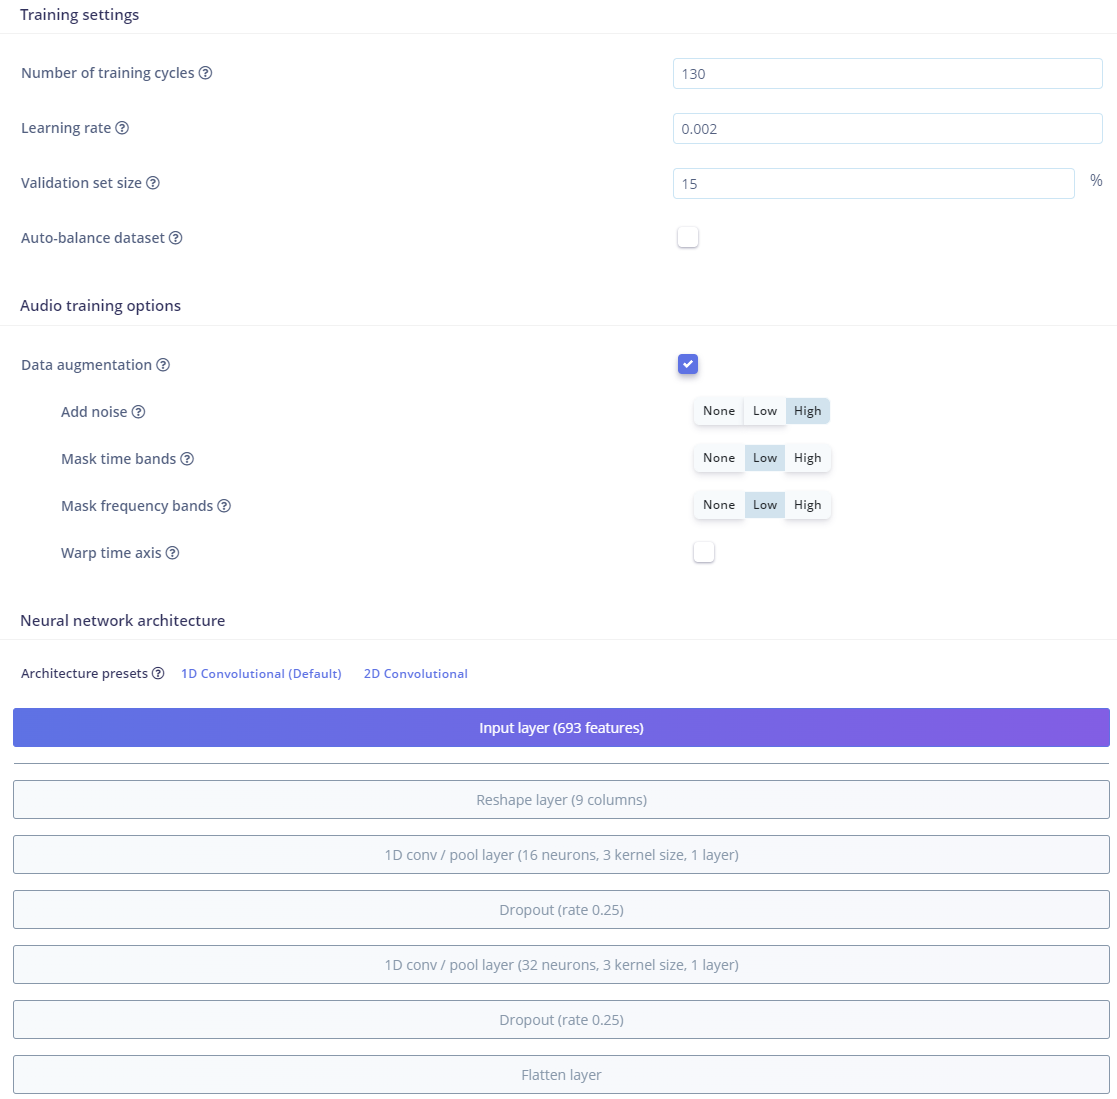 Training settings
Number of training cycles
130
Learning rate
0.002
Validation set size
15 %
Auto-balance dataset
Audio training options
Data augmentation
Add noise None Low High
Mask time bands None Low High
Mask frequency bands None Low High
Warp time axis
Neural network architecture
Architecture presets 1D Convolutional (Default) 2D Convolutional
Input layer (693 features)
Reshape layer (9 columns)
1D conv / pool layer (16 neurons, 3 kernel size, 1 layer)
Dropout (rate 0.25)
1D conv / pool layer (32 neurons, 3 kernel size, 1 layer)
Dropout (rate 0.25)
Flatten layer